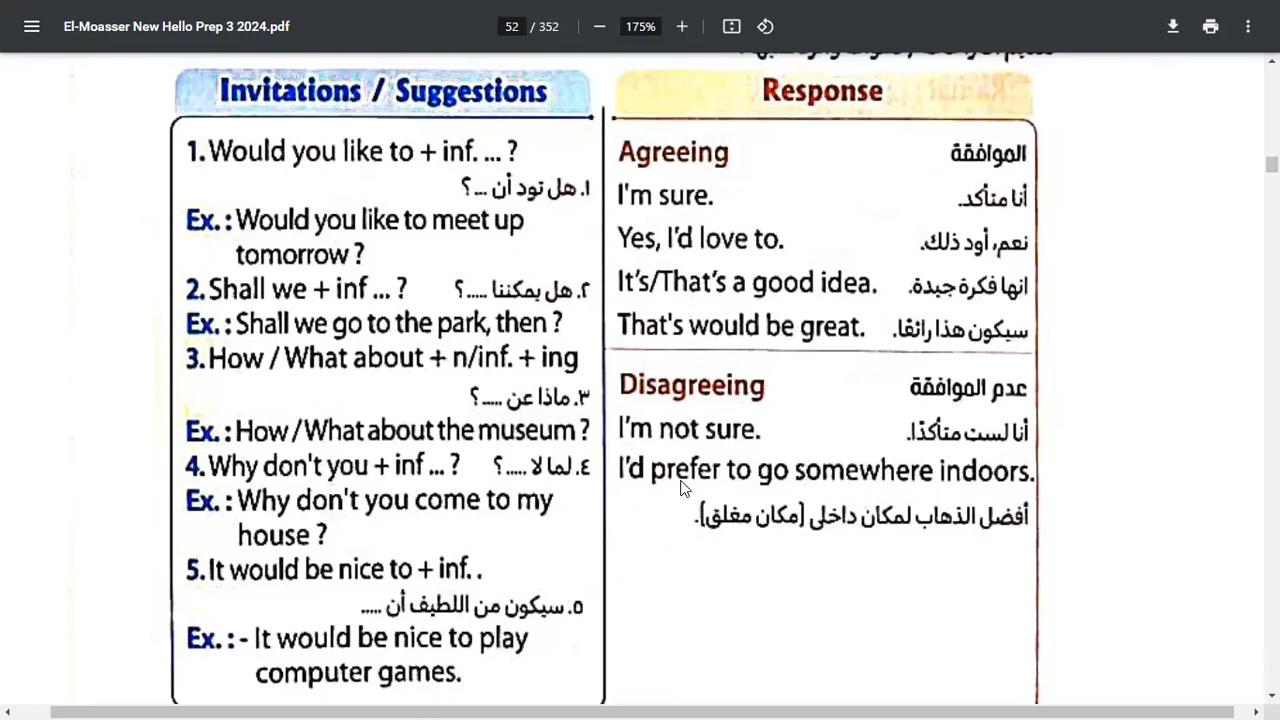 El-Moasser New Hello Prep 3 2024.pdf
52 / 352
175%
Invitations / Suggestions
1. Would you like to + inf. ... ?
١. هل تود أن ...؟
Ex. : Would you like to meet up
tomorrow ?
2. Shall we + inf ... ? ٢. هل يمكننا .....؟
Ex. : Shall we go to the park, then ?
3. How / What about + n/inf. + ing
٣. ماذا عن .....؟
Ex. : How / What about the museum ?
4. Why don't you + inf ... ? ٤. لما لا .....؟
Ex. : Why don't you come to my
house ?
5. It would be nice to + inf. .
٥. سيكون من اللطيف أن .....
Ex. : - It would be nice to play
computer games.
Response
Agreeing الموافقة
I'm sure. أنا متأكد.
Yes, I'd love to. نعم، أود ذلك.
It's/That's a good idea. انها فكرة جيدة.
That's would be great. سيكون هذا رائعًا.
Disagreeing عدم الموافقة
I'm not sure. أنا لست متأكدًا.
I'd prefer to go somewhere indoors.
أفضل الذهاب لمكان داخلى [مكان مغلق].